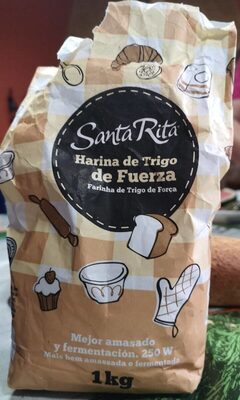 Santa Rita
Harina de Trigo
de Fuerza
Farinha de Trigo de Força
Mejor amasado
y fermentación. 250 W
Mais bem amassada e fermentada
1kg